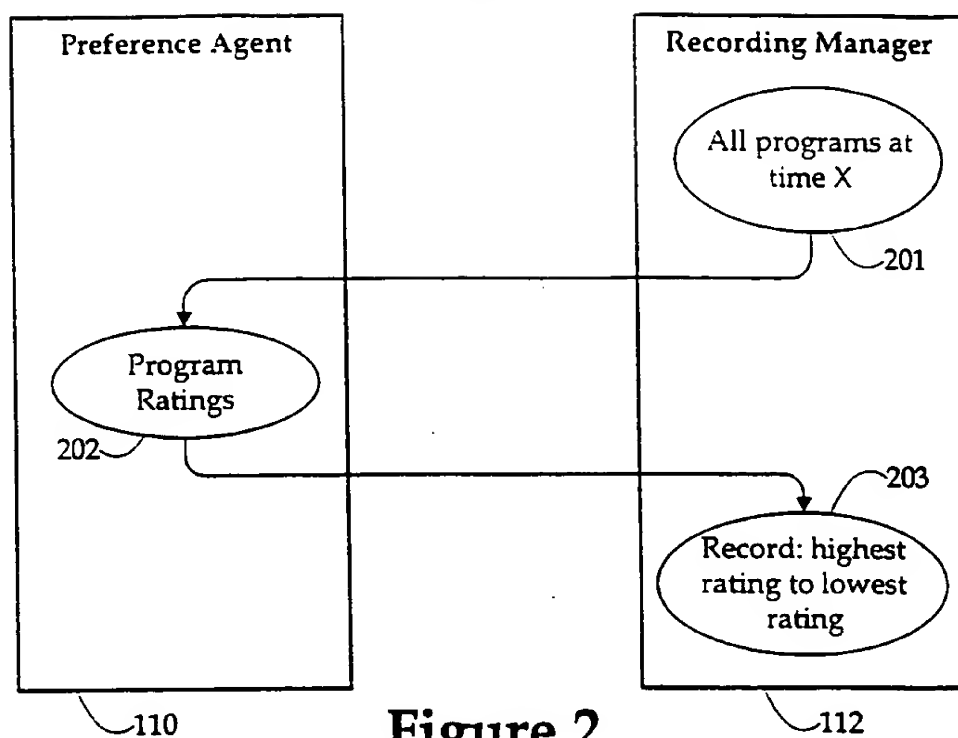 Preference Agent
Recording Manager
All programs at
time X
201
Program
Ratings
202
203
Record: highest
rating to lowest
rating
110
Figure 2
112